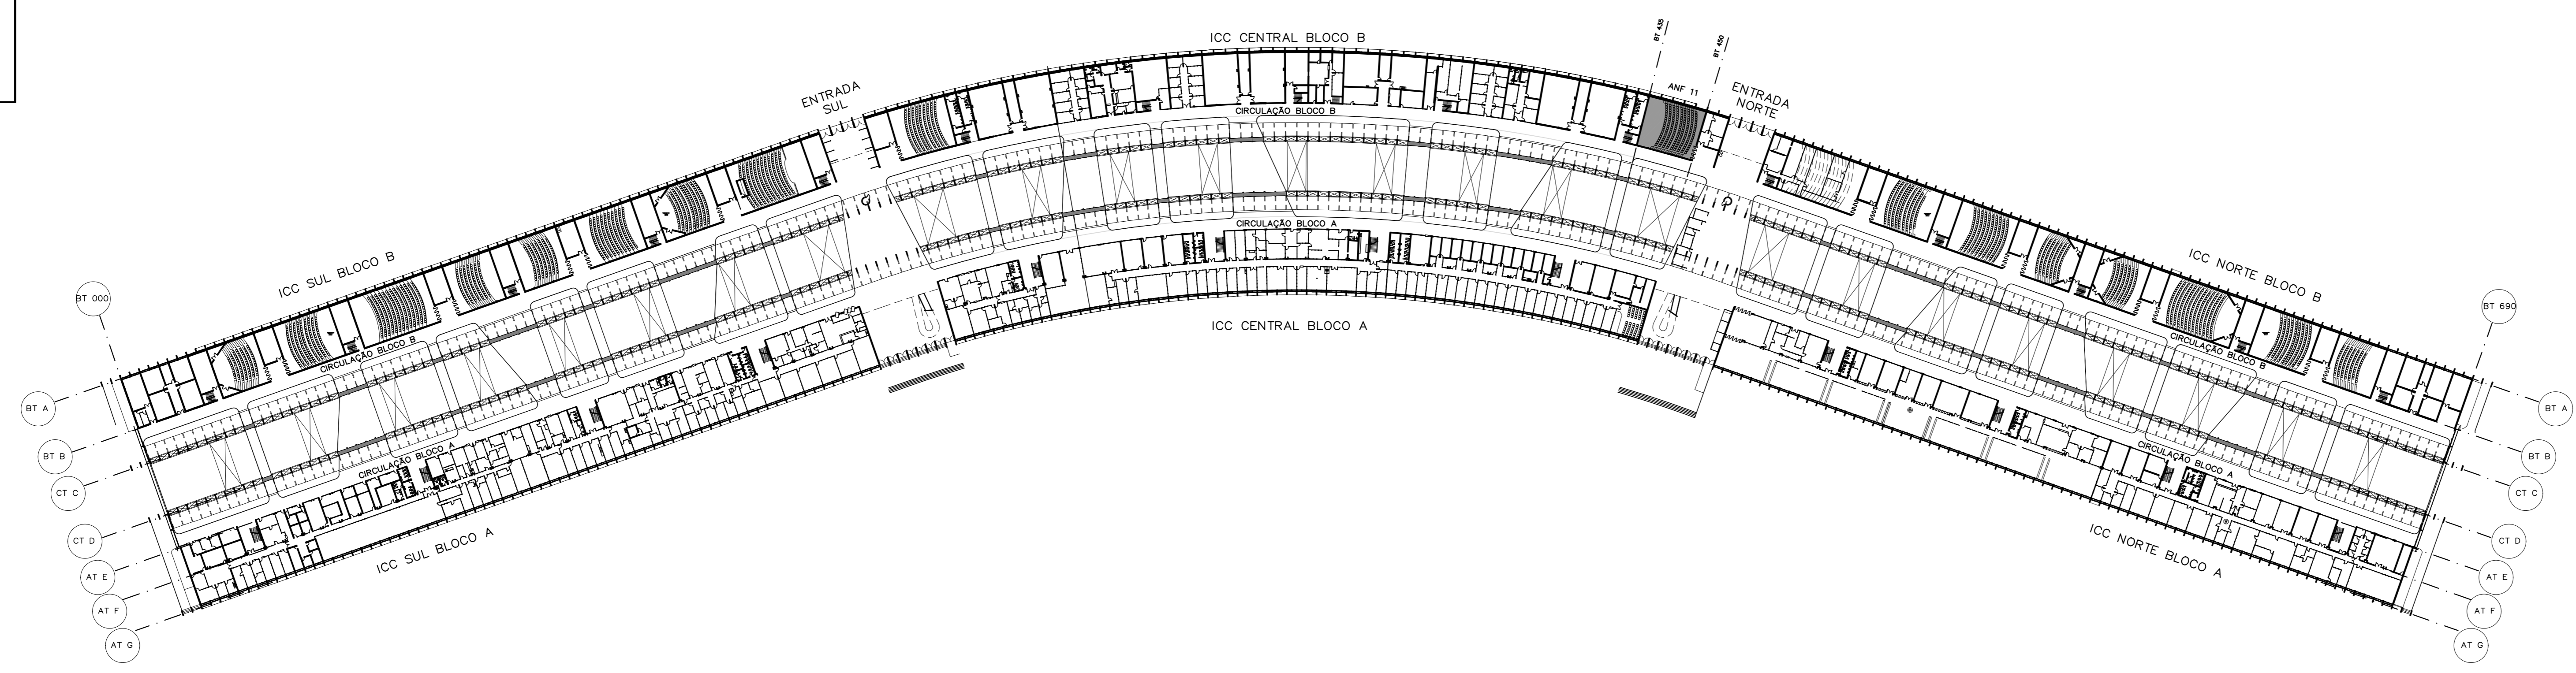 ICC CENTRAL BLOCO B
BT 435
BT 450
ENTRADA
SUL
ANF 11
ENTRADA
NORTE
CIRCULAÇÃO BLOCO B
CIRCULAÇÃO BLOCO A
ICC CENTRAL BLOCO A
ICC SUL BLOCO B
ICC NORTE BLOCO B
BT 000
BT 690
CIRCULAÇÃO BLOCO B
CIRCULAÇÃO BLOCO B
BT A
BT A
BT B
BT B
CIRCULAÇÃO BLOCO A
CIRCULAÇÃO BLOCO A
CT C
CT C
CT D
CT D
ICC SUL BLOCO A
ICC NORTE BLOCO A
AT E
AT E
AT F
AT F
AT G
AT G